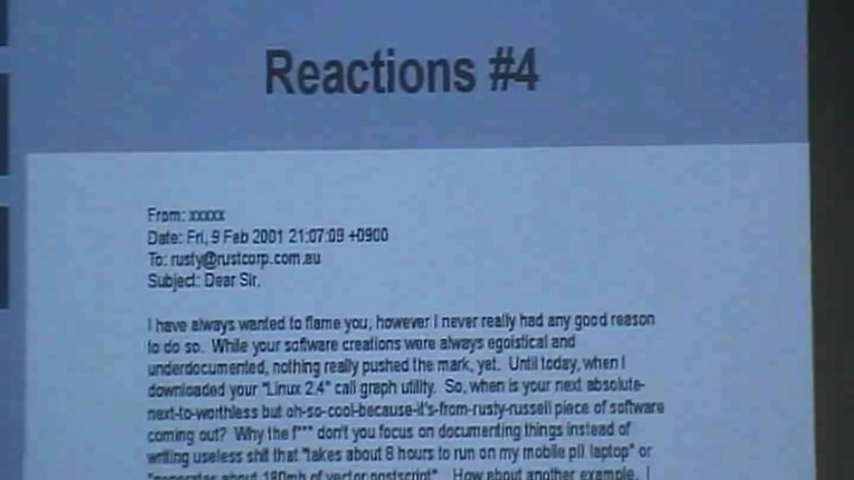 Reactions #4
From: xxxxx
Date: Fri, 9 Feb 2001 21:07:09 +0900
To: rusty@rustcorp.com.au
Subject: Dear Sir,
I have always wanted to flame you, however I never really had any good reason
to do so. While your software creations were always egoistical and
underdocumented, nothing really pushed the mark, yet. Until today, when I
downloaded your "Linux 2.4" call graph utility. So, when is your next absolute-
next-to-worthless but oh-so-cool-because-it's-from-rusty-russell piece of software
coming out? Why the f*** don't you focus on documenting things instead of
writing useless shit that "takes about 8 hours to run on my mobile pII laptop" or
"generates about 180mb of vector postscript". How about another example. I